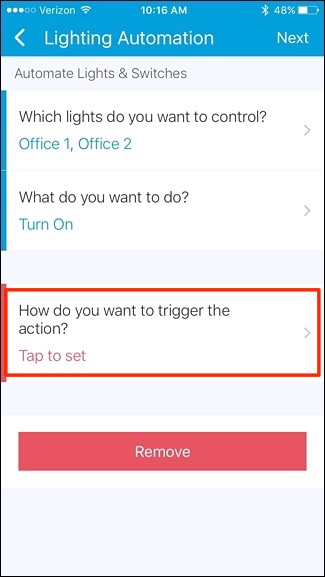 Verizon 10:16 AM 48%
Lighting Automation Next
Automate Lights & Switches
Which lights do you want to control?
Office 1, Office 2
What do you want to do?
Turn On
How do you want to trigger the
action?
Tap to set
Remove